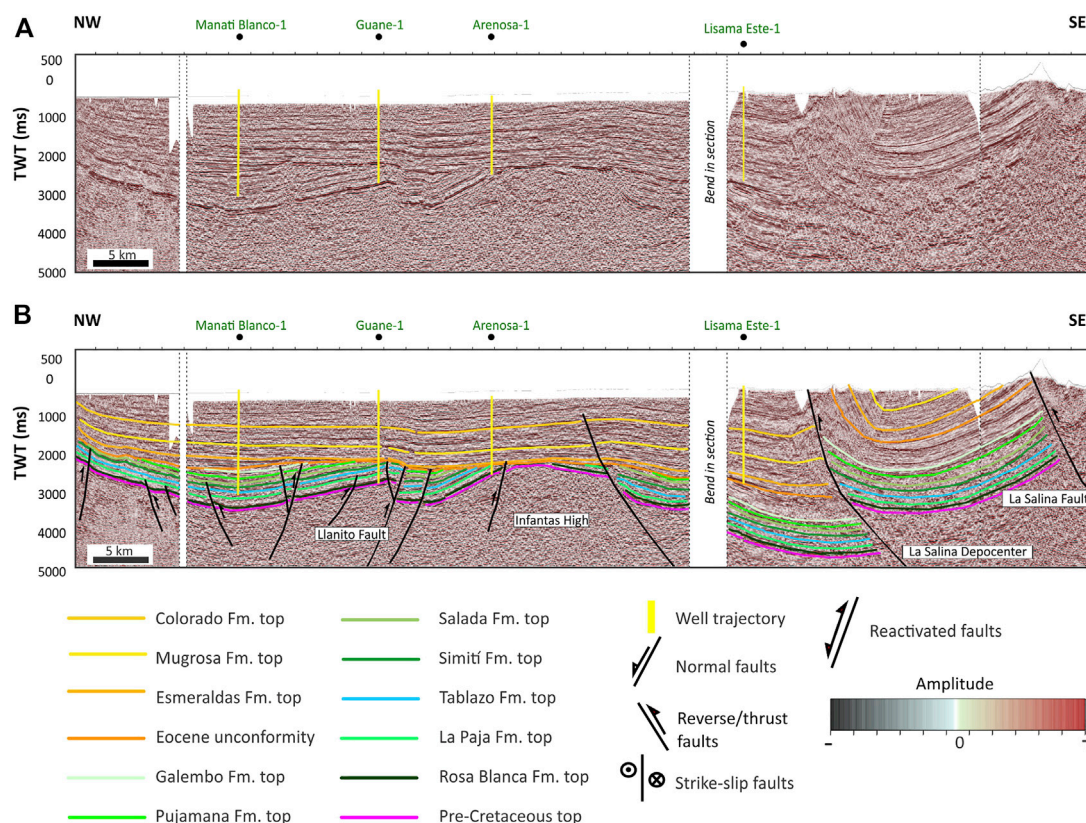 A
NW
SE
Manatí Blanco-1
Guane-1
Arenosa-1
Lisama Este-1
500
0
1000
2000
3000
4000
5000
TWT (ms)
Bend in section
5 km
B
NW
SE
Manatí Blanco-1
Guane-1
Arenosa-1
Lisama Este-1
500
0
1000
2000
3000
4000
5000
TWT (ms)
Bend in section
Llanito Fault
Infantas High
La Salina Fault
La Salina Depocenter
5 km
Colorado Fm. top
Mugrosa Fm. top
Esmeraldas Fm. top
Eocene unconformity
Galembo Fm. top
Pujamana Fm. top
Salada Fm. top
Simití Fm. top
Tablazo Fm. top
La Paja Fm. top
Rosa Blanca Fm. top
Pre-Cretaceous top
Well trajectory
Normal faults
Reverse/thrust
faults
Strike-slip faults
Reactivated faults
Amplitude
- 0 -